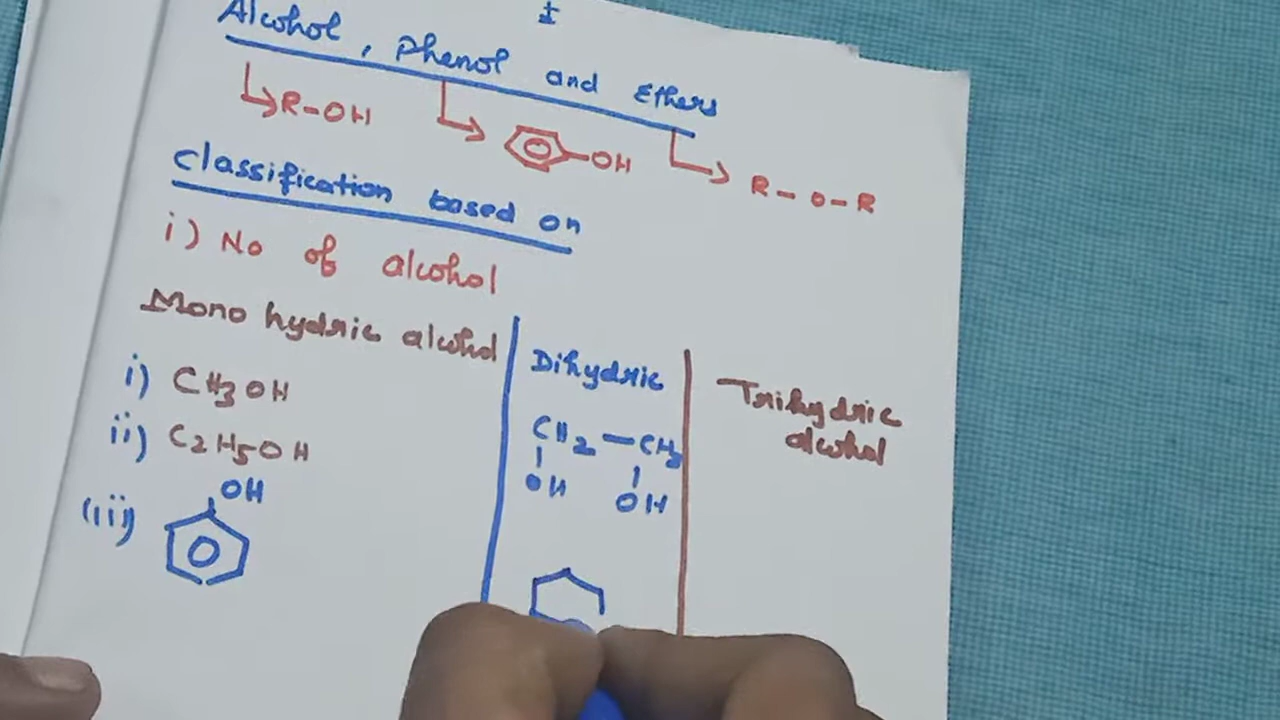 I
Alcohol, Phenol and Ethers
R-OH
OH
R-O-R
Classification based on
i) No of alcohol
Mono hydric alcohol
Dihydric
Trihydric alcohol
i) CH3OH
CH2-CH2
OH OH
ii) C2H5OH
(iii)
OH